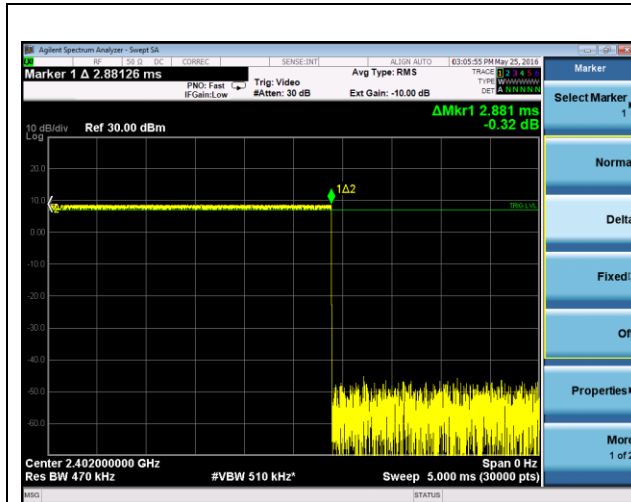 Agilent Spectrum Analyzer - Swept SA
RF 50 Ω DC CORREC SENSE:INT ALIGN AUTO 03:05:55 PM May 25, 2016
Marker 1 Δ 2.88126 ms
PNO: Fast
IFGain:Low
Trig: Video
#Atten: 30 dB
Avg Type: RMS
Ext Gain: -10.00 dB
TRACE 1 2 3 4 5 6
TYPE WWWWWW
DET A N N N N N
ΔMkr1 2.881 ms
-0.32 dB
10 dB/div Ref 30.00 dBm
Log
20.0
10.0
0.00
-10.0
-20.0
-30.0
-40.0
-50.0
-60.0
1Δ2
TRIG LVL
Center 2.402000000 GHz Span 0 Hz
Res BW 470 kHz #VBW 510 kHz* Sweep 5.000 ms (30000 pts)
MSG STATUS
Marker
Select Marker
1
Norma
Delta
Fixed
Of
Properties
More
1 of 2